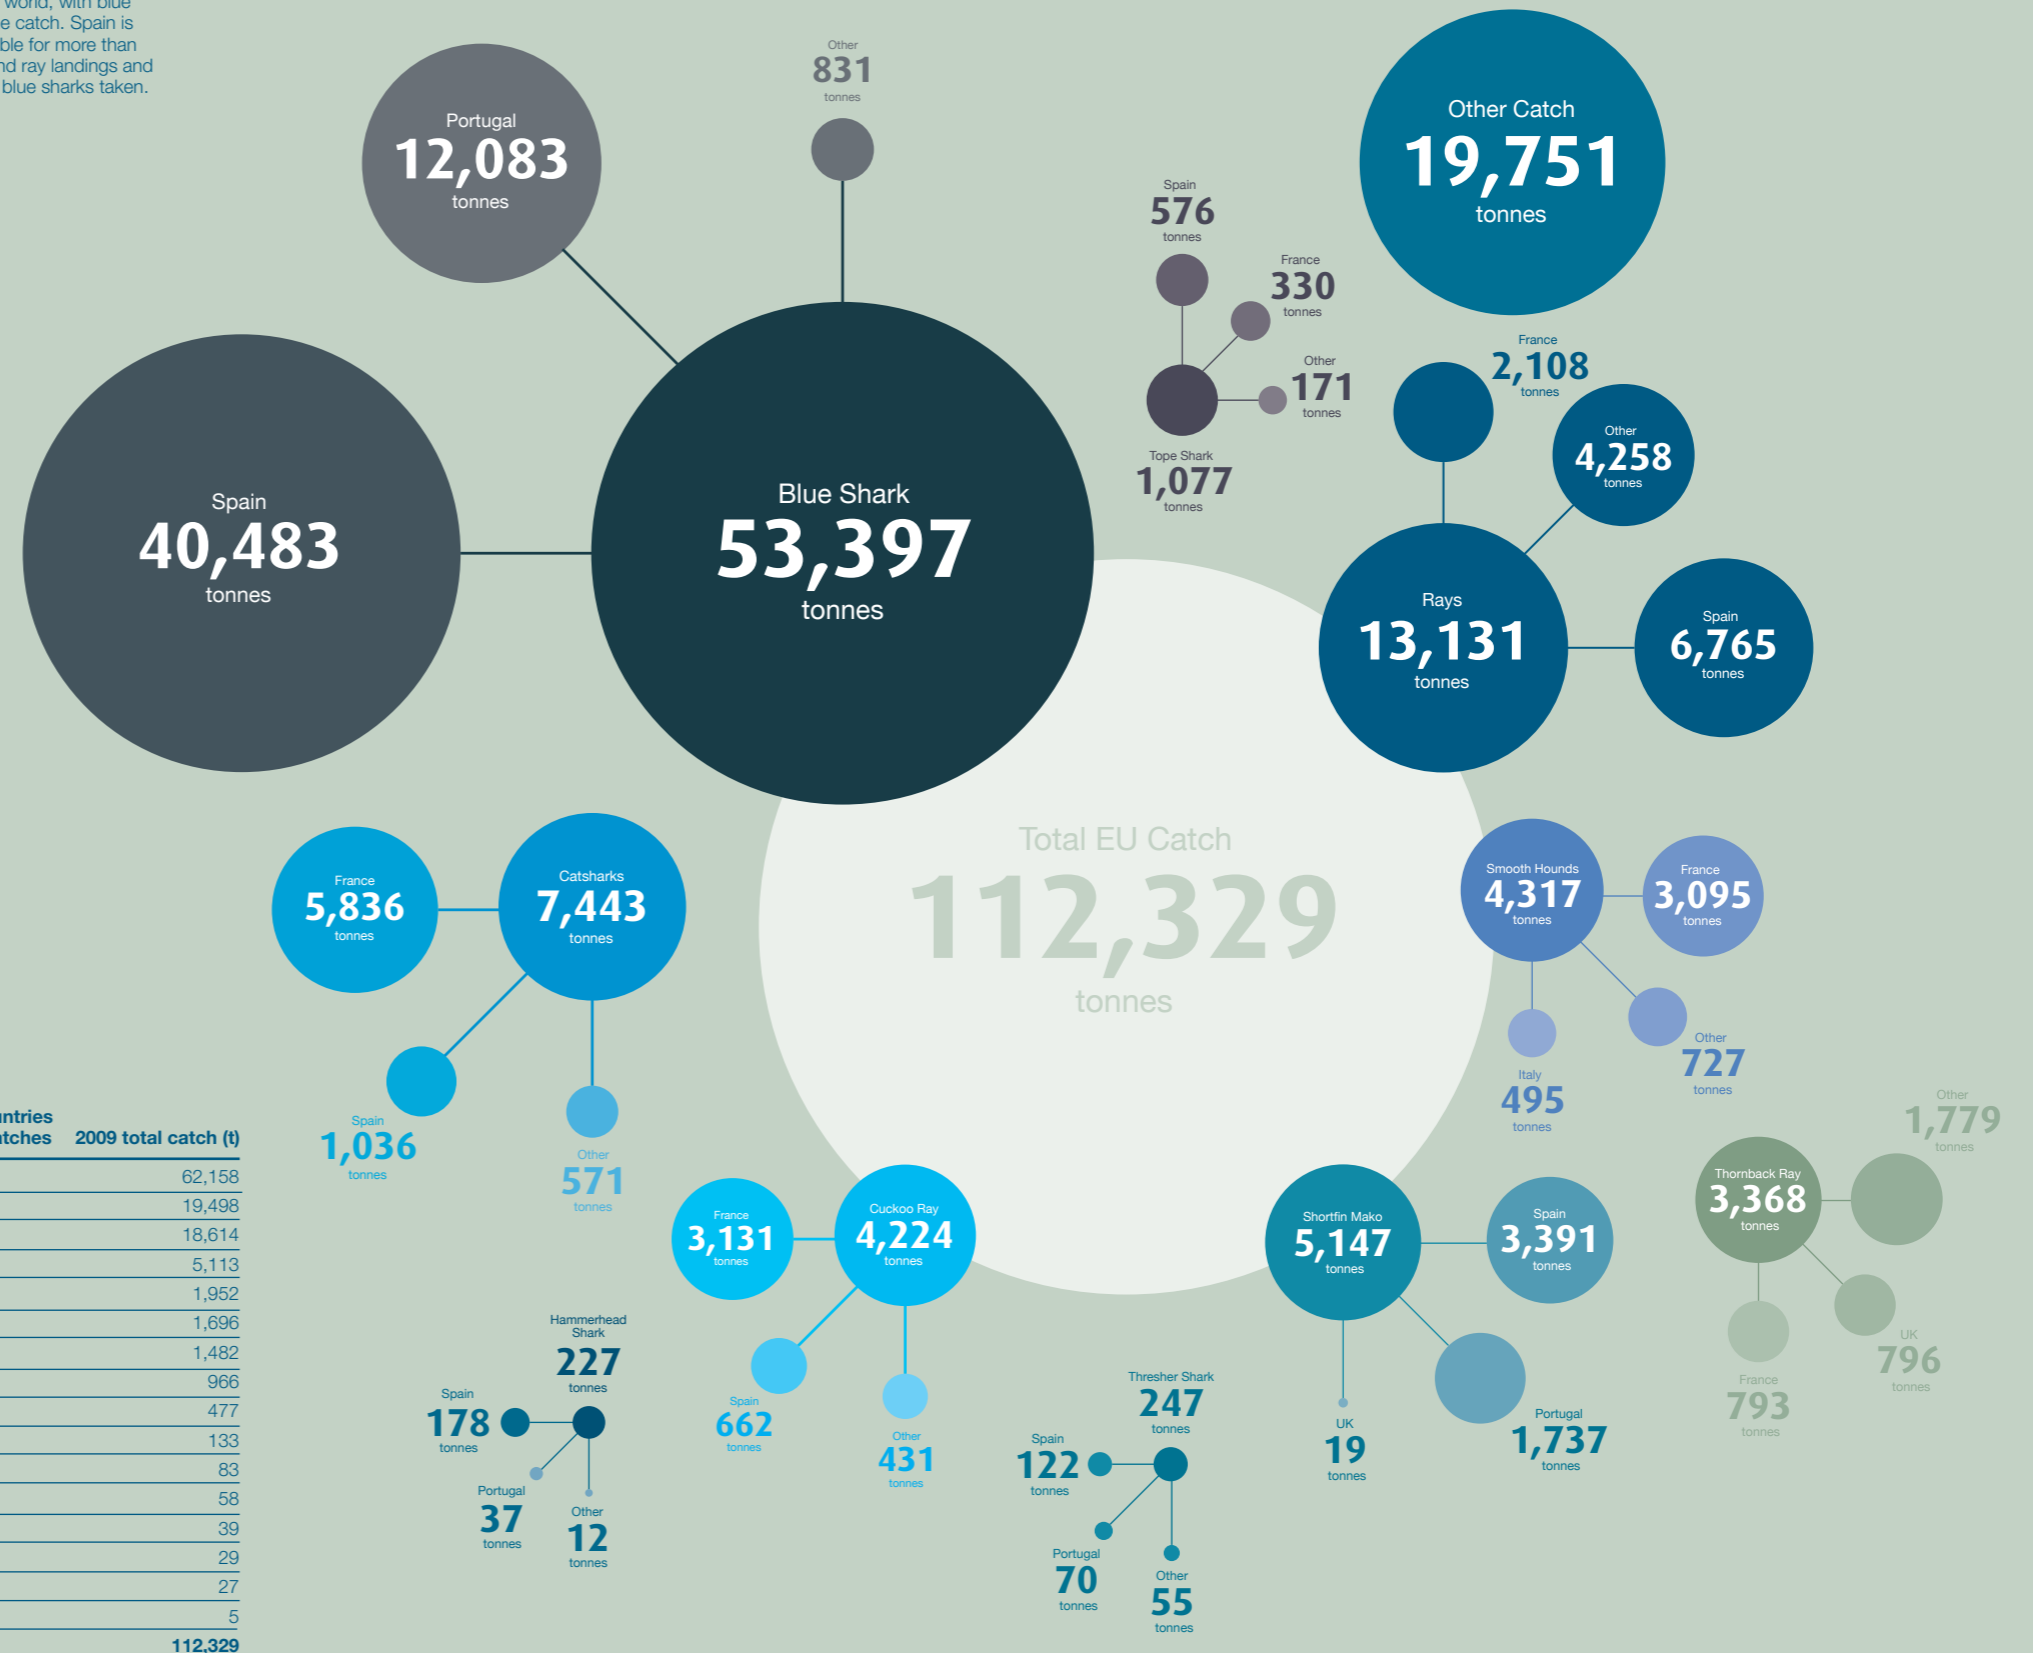 world, with blue
catch. Spain is
for more than
ray landings and
blue sharks taken.
Portugal
12,083
tonnes
Other
831
tonnes
Other Catch
19,751
tonnes
Spain
576
tonnes
France
330
tonnes
Other
171
tonnes
Tope Shark
1,077
tonnes
France
2,108
tonnes
Other
4,258
tonnes
Spain
40,483
tonnes
Blue Shark
53,397
tonnes
Rays
13,131
tonnes
Spain
6,765
tonnes
Total EU Catch
112,329
tonnes
France
5,836
tonnes
Catsharks
7,443
tonnes
Spain
1,036
tonnes
Other
571
tonnes
Smooth Hounds
4,317
tonnes
France
3,095
tonnes
Italy
495
tonnes
Other
727
tonnes
France
3,131
tonnes
Cuckoo Ray
4,224
tonnes
Spain
662
tonnes
Other
431
tonnes
Shortfin Mako
5,147
tonnes
Spain
3,391
tonnes
UK
19
tonnes
Portugal
1,737
tonnes
Thornback Ray
3,368
tonnes
Other
1,779
tonnes
UK
796
tonnes
France
793
tonnes
Hammerhead
Shark
227
tonnes
Spain
178
tonnes
Portugal
37
tonnes
Other
12
tonnes
Thresher Shark
247
tonnes
Spain
122
tonnes
Portugal
70
tonnes
Other
55
tonnes
2009 total catch (t)
62,158
19,498
18,614
5,113
1,952
1,696
1,482
966
477
133
83
58
39
29
27
5
112,329